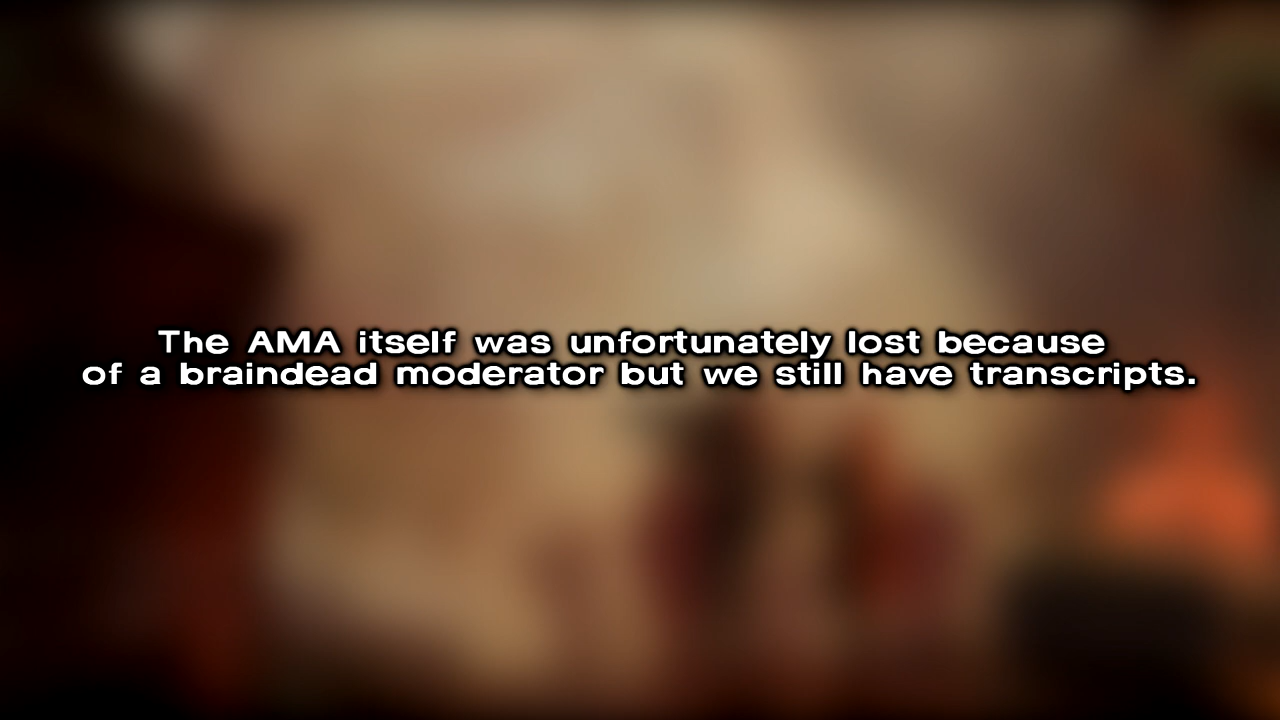 The AMA itself was unfortunately lost because
of a braindead moderator but we still have transcripts.